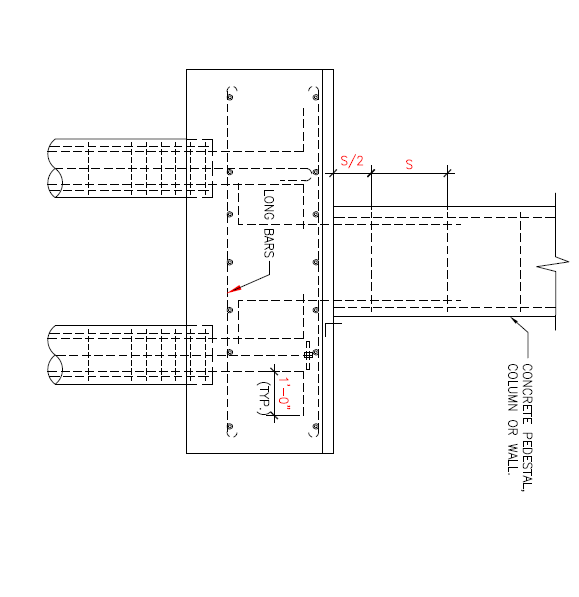 S/2
S
LONG BARS
1'-0"
(TYP.)
CONCRETE PEDESTAL,
COLUMN OR WALL.